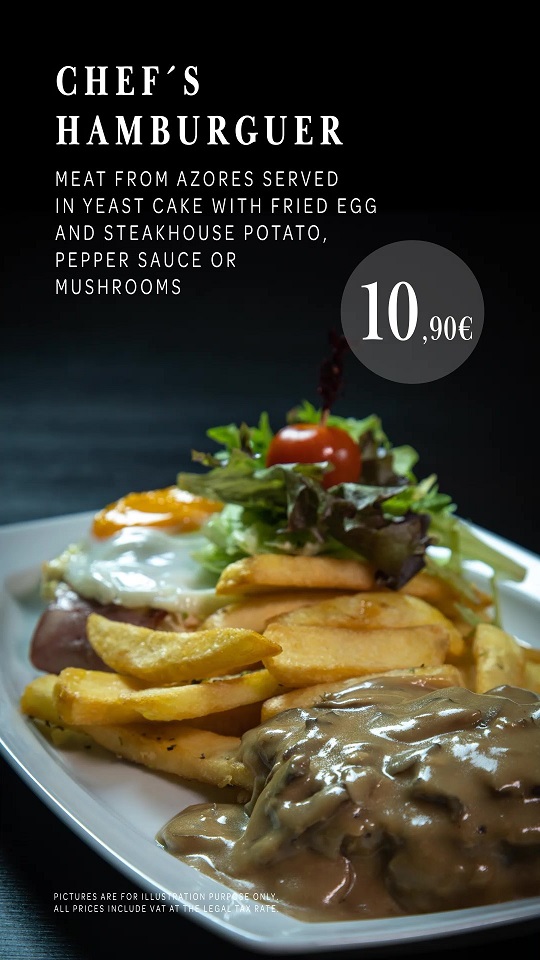 CHEF´S
HAMBURGUER
MEAT FROM AZORES SERVED
IN YEAST CAKE WITH FRIED EGG
AND STEAKHOUSE POTATO,
PEPPER SAUCE OR
MUSHROOMS
10,90€
PICTURES ARE FOR ILLUSTRATION PURPOSE ONLY,
ALL PRICES INCLUDE VAT AT THE LEGAL TAX RATE.